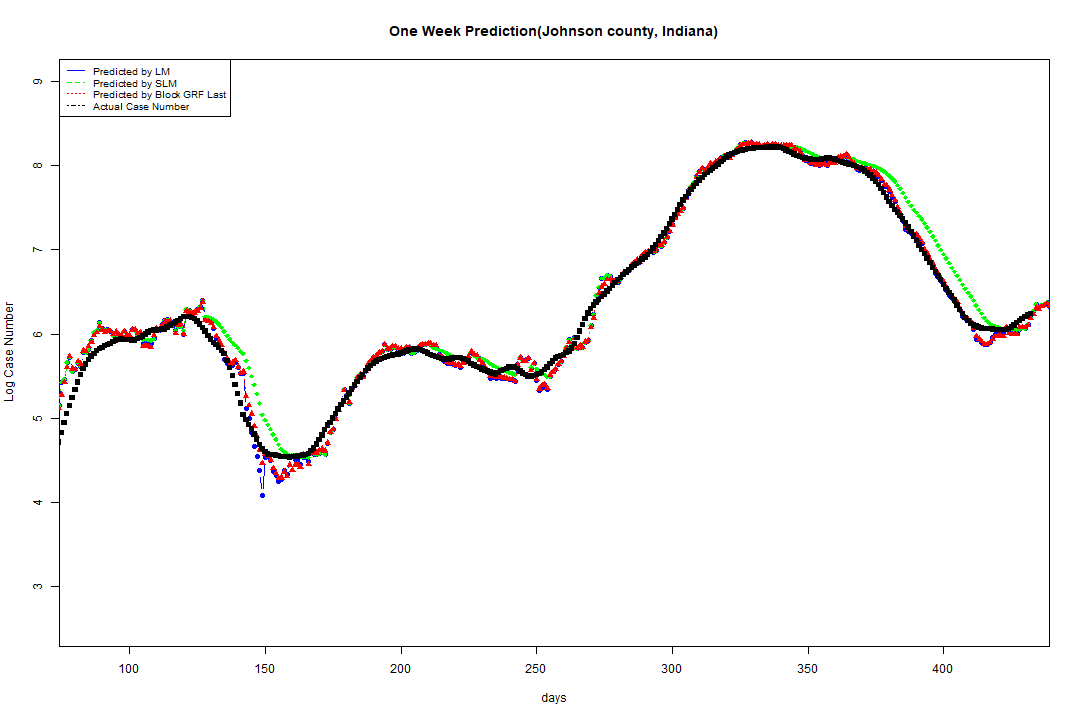 One Week Prediction(Johnson county, Indiana)
Predicted by LM
Predicted by SLM
Predicted by Block GRF Last
Actual Case Number
Log Case Number
9
8
7
6
5
4
3
100 150 200 250 300 350 400
days